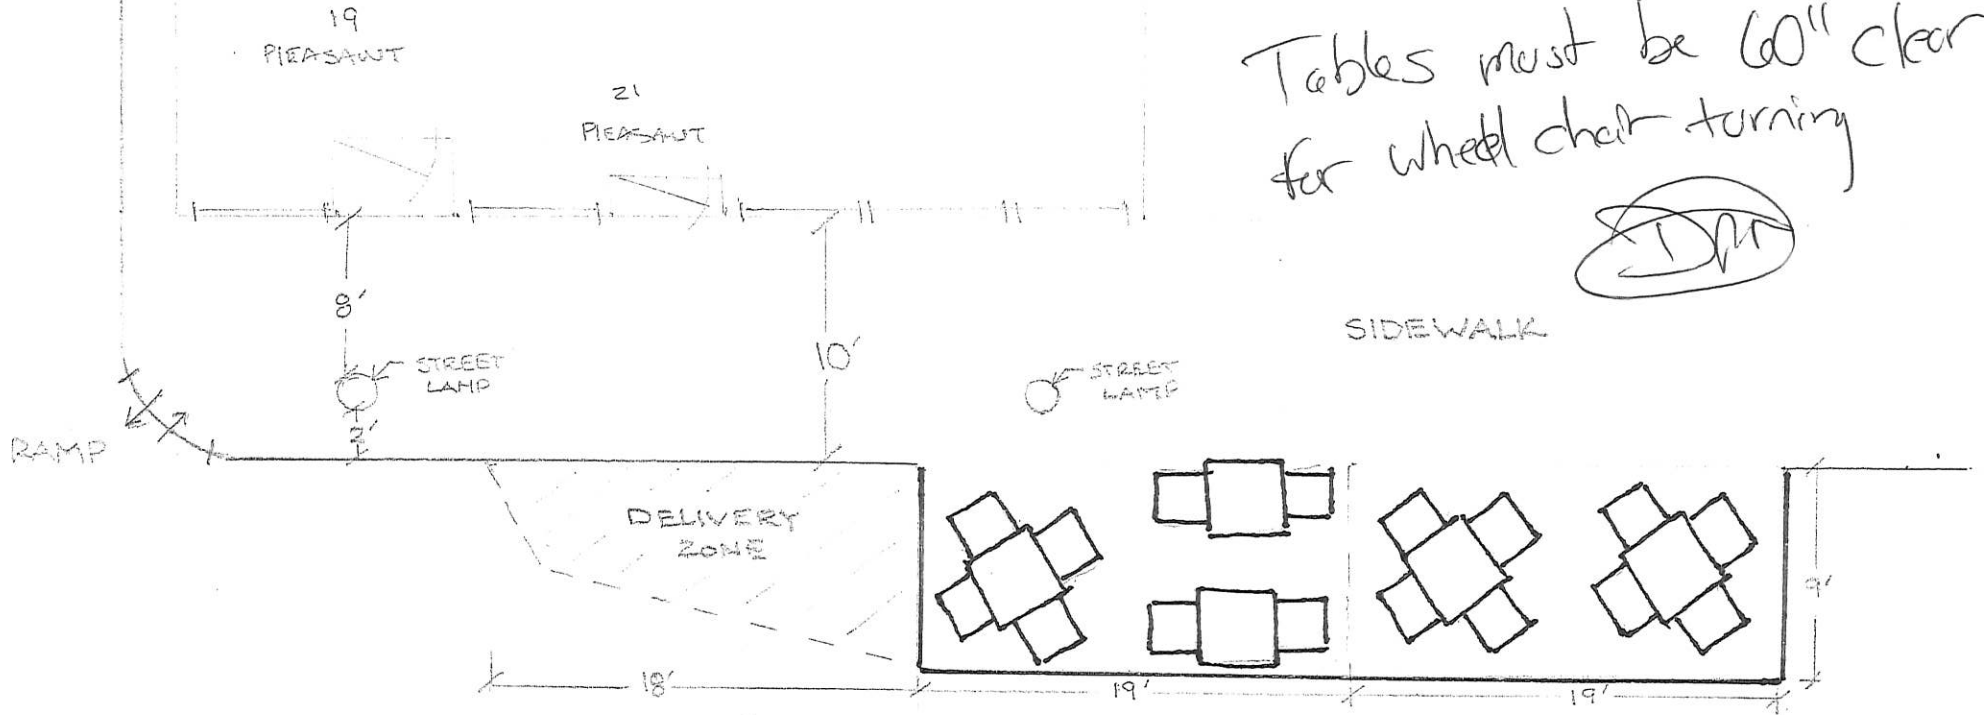 19
PLEASANT
21
PLEASANT
Tables must be 60" clear
for wheel chair turning
DM
8'
STREET
LAMP
10'
STREET
LAMP
SIDEWALK
2'
RAMP
DELIVERY
ZONE
9'
18'
19'
19'